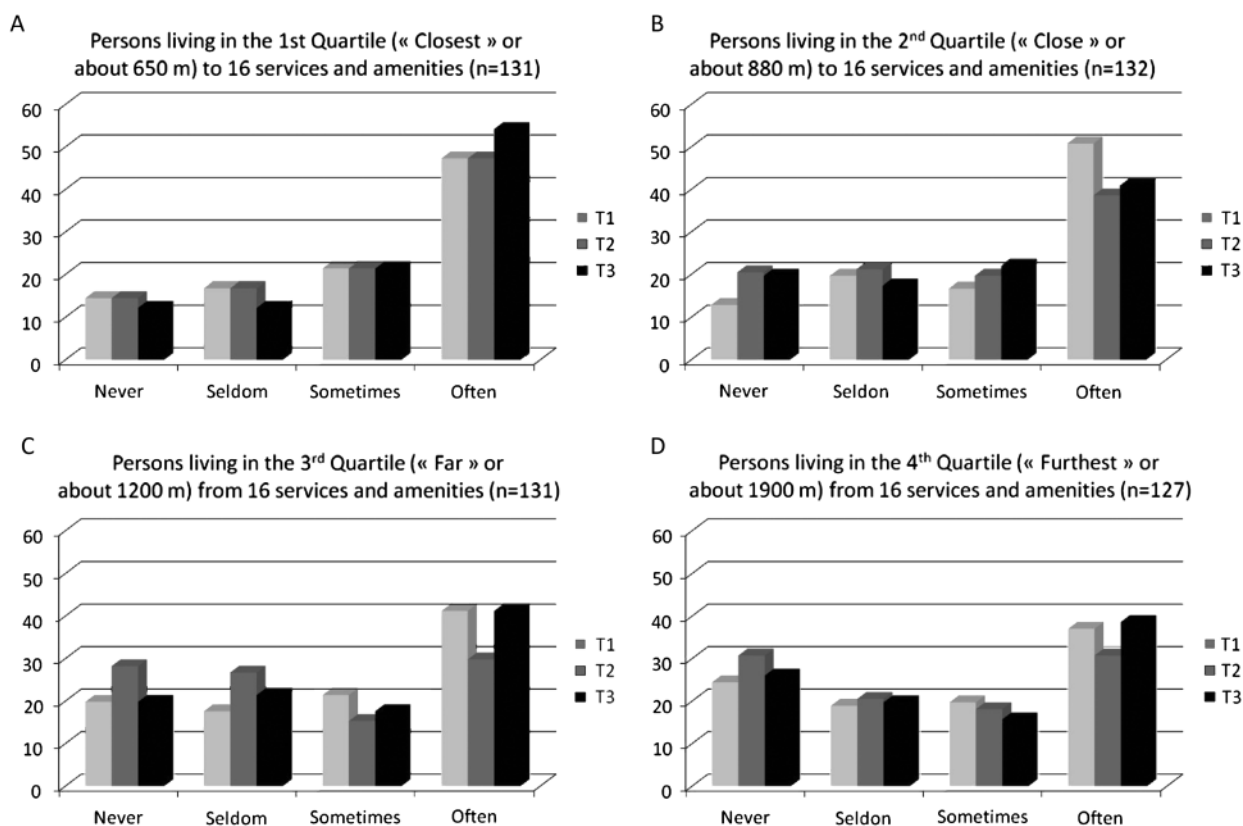 A
Persons living in the 1st Quartile (« Closest » or
about 650 m) to 16 services and amenities (n=131)
60
50
40
30
20
10
0
Never Seldom Sometimes Often
T1
T2
T3
B
Persons living in the 2nd Quartile (« Close » or
about 880 m) to 16 services and amenities (n=132)
60
50
40
30
20
10
0
Never Seldon Sometimes Often
T1
T2
T3
C
Persons living in the 3rd Quartile (« Far » or
about 1200 m) from 16 services and amenities (n=131)
60
50
40
30
20
10
0
Never Seldom Sometimes Often
T1
T2
T3
D
Persons living in the 4th Quartile (« Furthest » or
about 1900 m) from 16 services and amenities (n=127)
60
50
40
30
20
10
0
Never Seldon Sometimes Often
T1
T2
T3